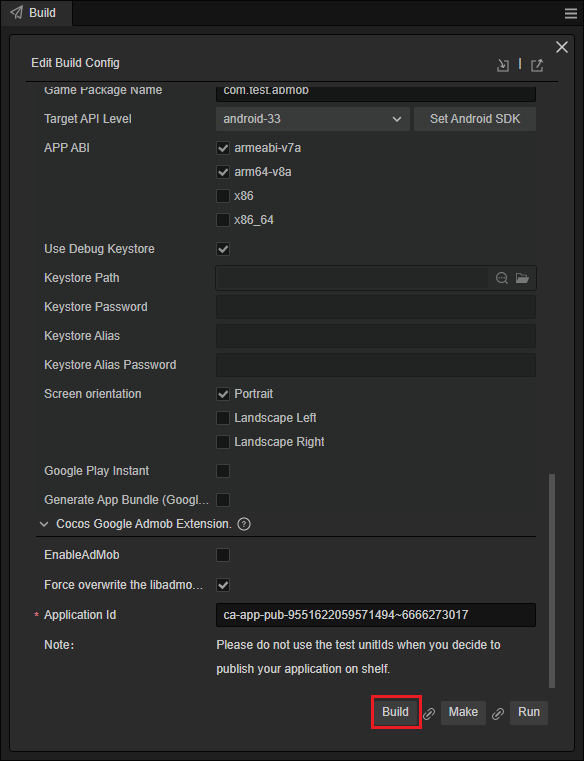 Build
Edit Build Config
Game Package Name com.test.abmob
Target API Level android-33 Set Android SDK
APP ABI armeabi-v7a
arm64-v8a
x86
x86_64
Use Debug Keystore
Keystore Path
Keystore Password
Keystore Alias
Keystore Alias Password
Screen orientation Portrait
Landscape Left
Landscape Right
Google Play Instant
Generate App Bundle (Googl...
Cocos Google Admob Extension. ?
EnableAdMob
Force overwrite the libadmo...
* Application Id ca-app-pub-9551622059571494~6666273017
Note： Please do not use the test unitIds when you decide to
publish your application on shelf.
Build Make Run